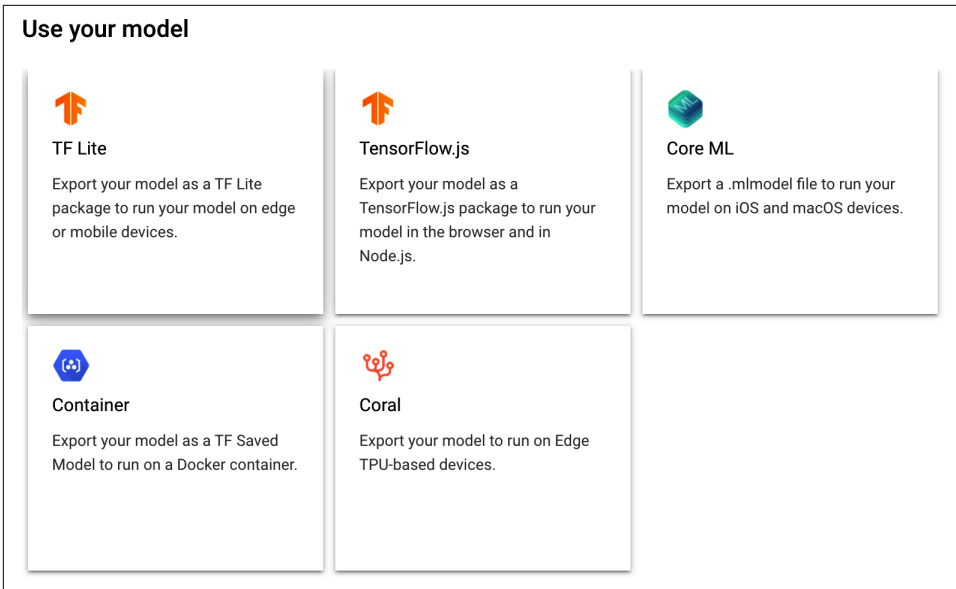 Use your model
TF Lite
Export your model as a TF Lite
package to run your model on edge
or mobile devices.
TensorFlow.js
Export your model as a
TensorFlow.js package to run your
model in the browser and in
Node.js.
ML
Core ML
Export a .mlmodel file to run your
model on iOS and macOS devices.
Container
Export your model as a TF Saved
Model to run on a Docker container.
Coral
Export your model to run on Edge
TPU-based devices.